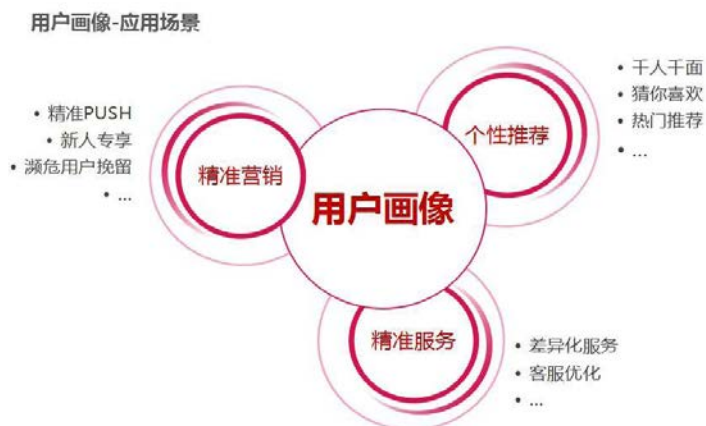 用户画像-应用场景
• 精准PUSH
• 新人专享
• 濒危用户挽留
• ...
精准营销
用户画像
个性推荐
• 千人千面
• 猜你喜欢
• 热门推荐
• ...
精准服务
• 差异化服务
• 客服优化
• ...